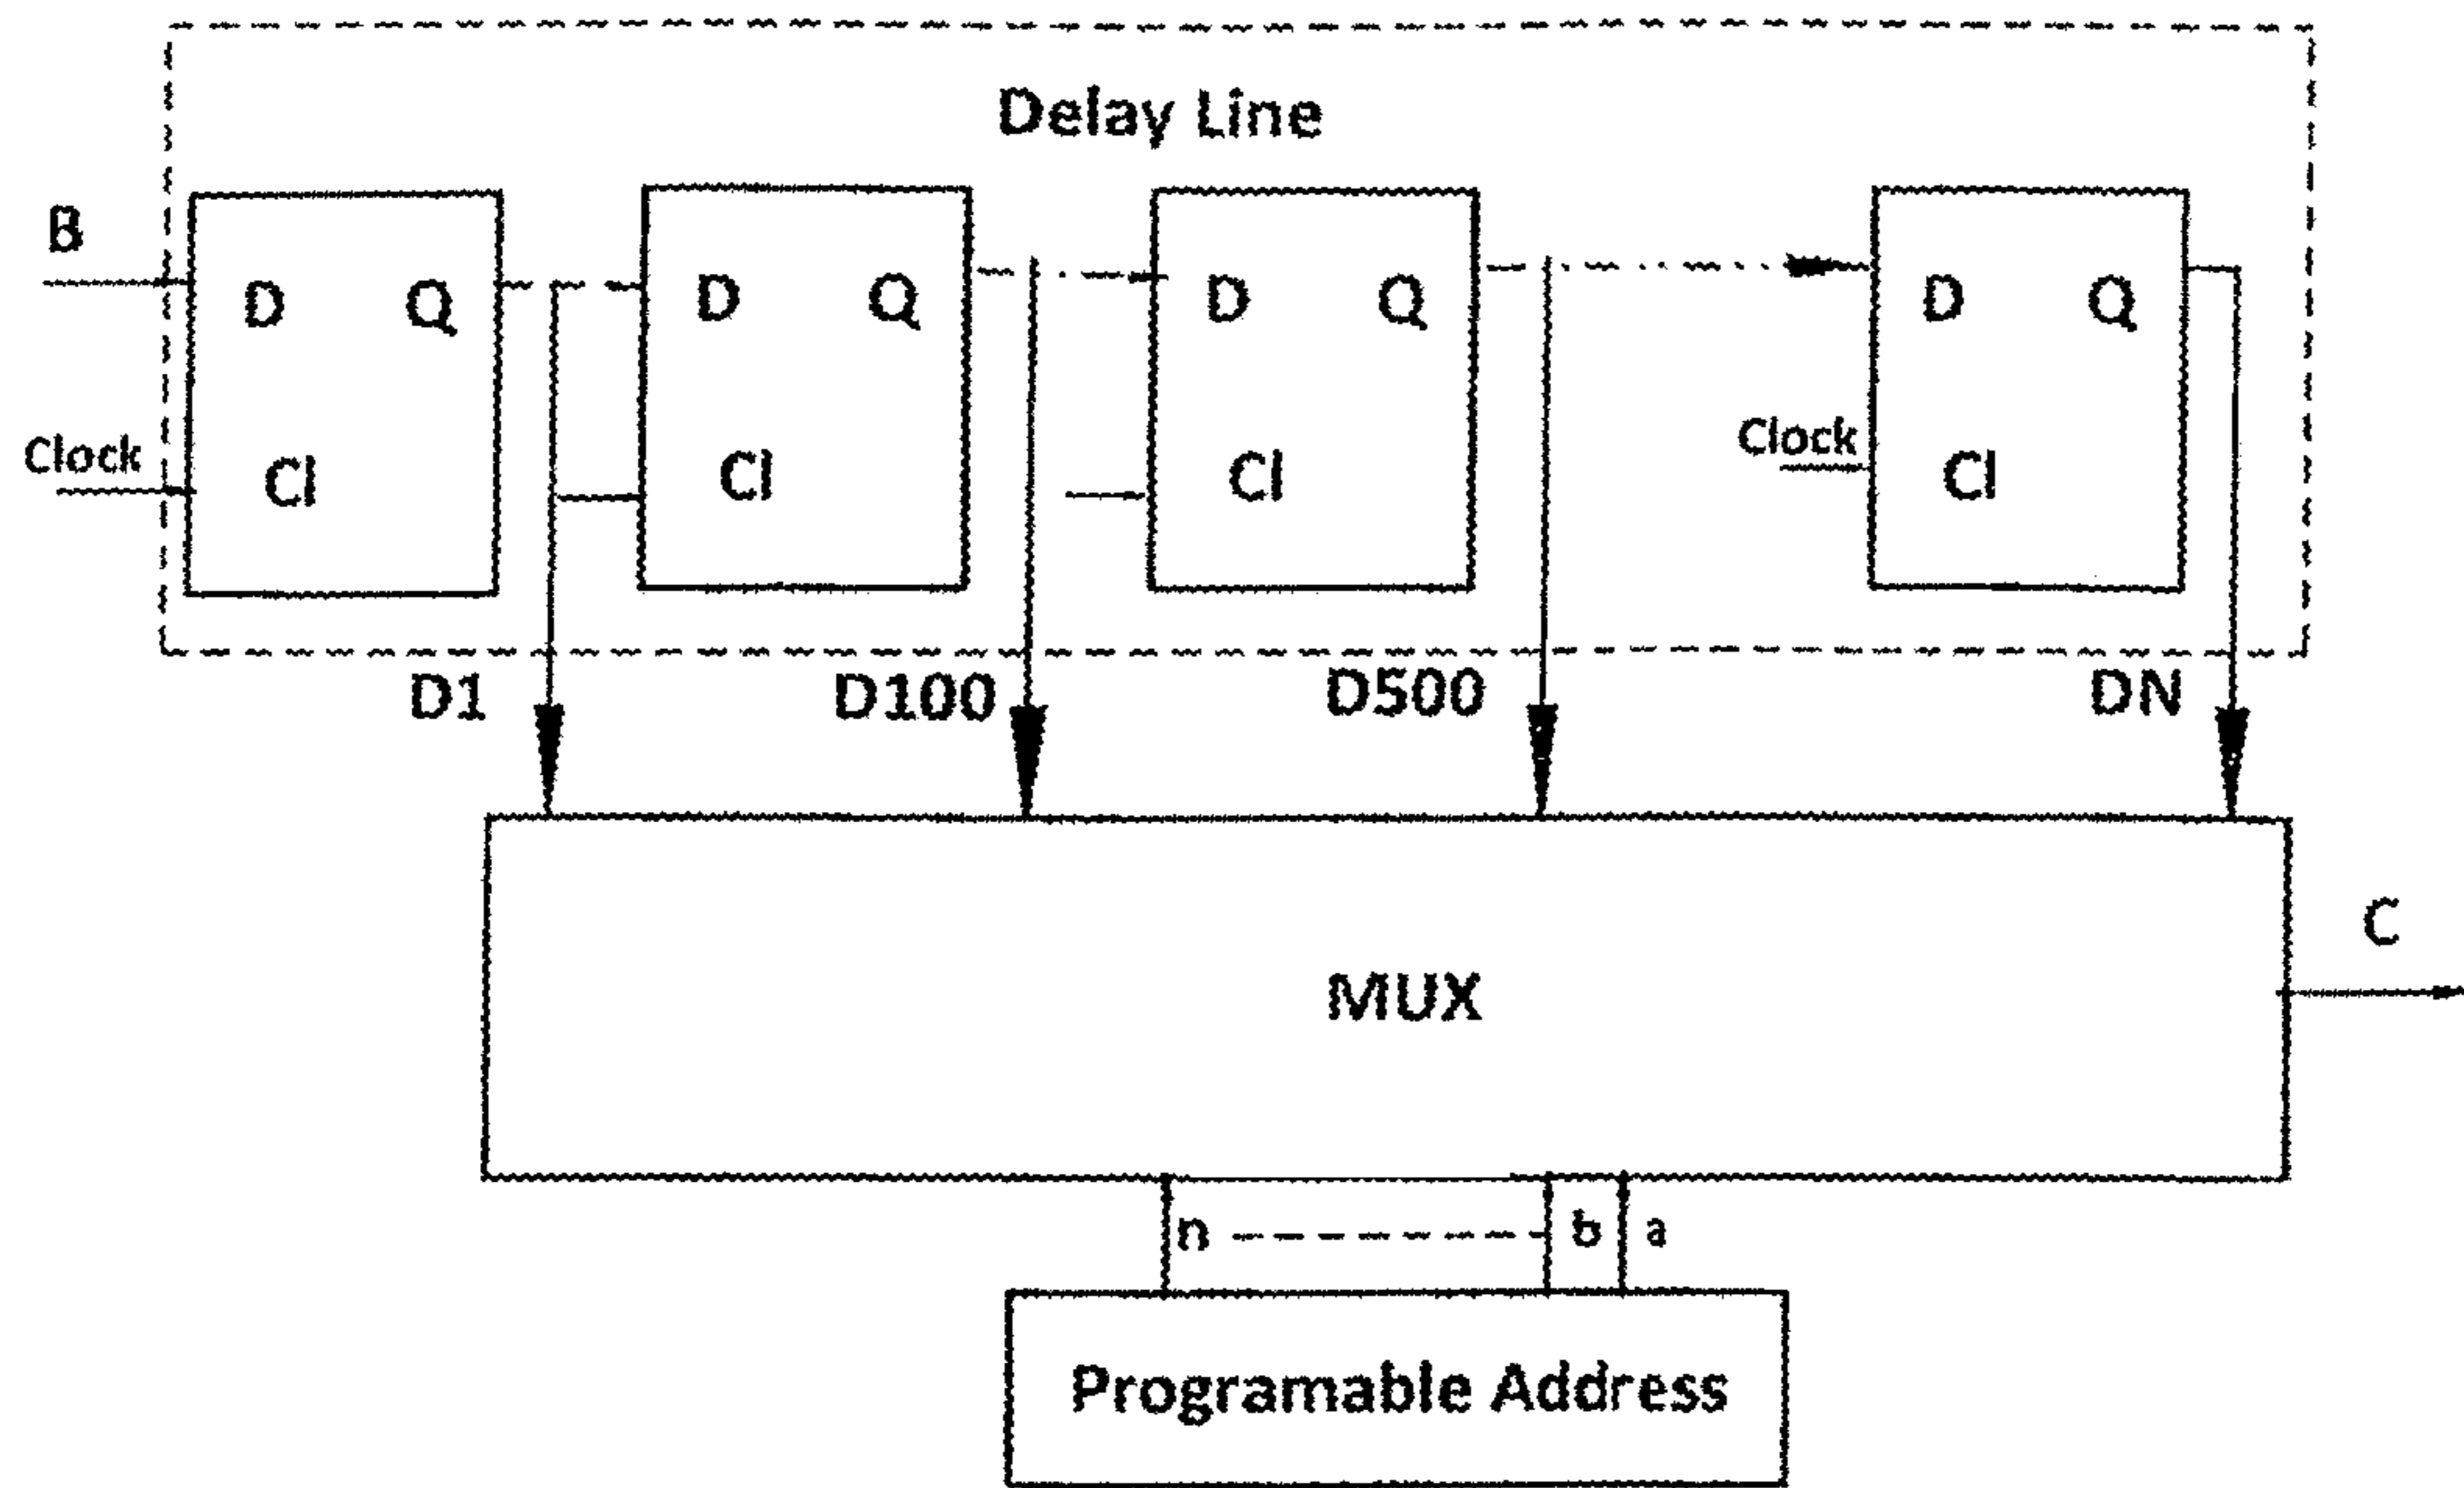 Delay Line
B
D Q
D Q
D Q
D Q
Clock
Cl
Cl
Cl
Clock
Cl
D1
D100
D500
DN
MUX
C
n
b
a
Programable Address